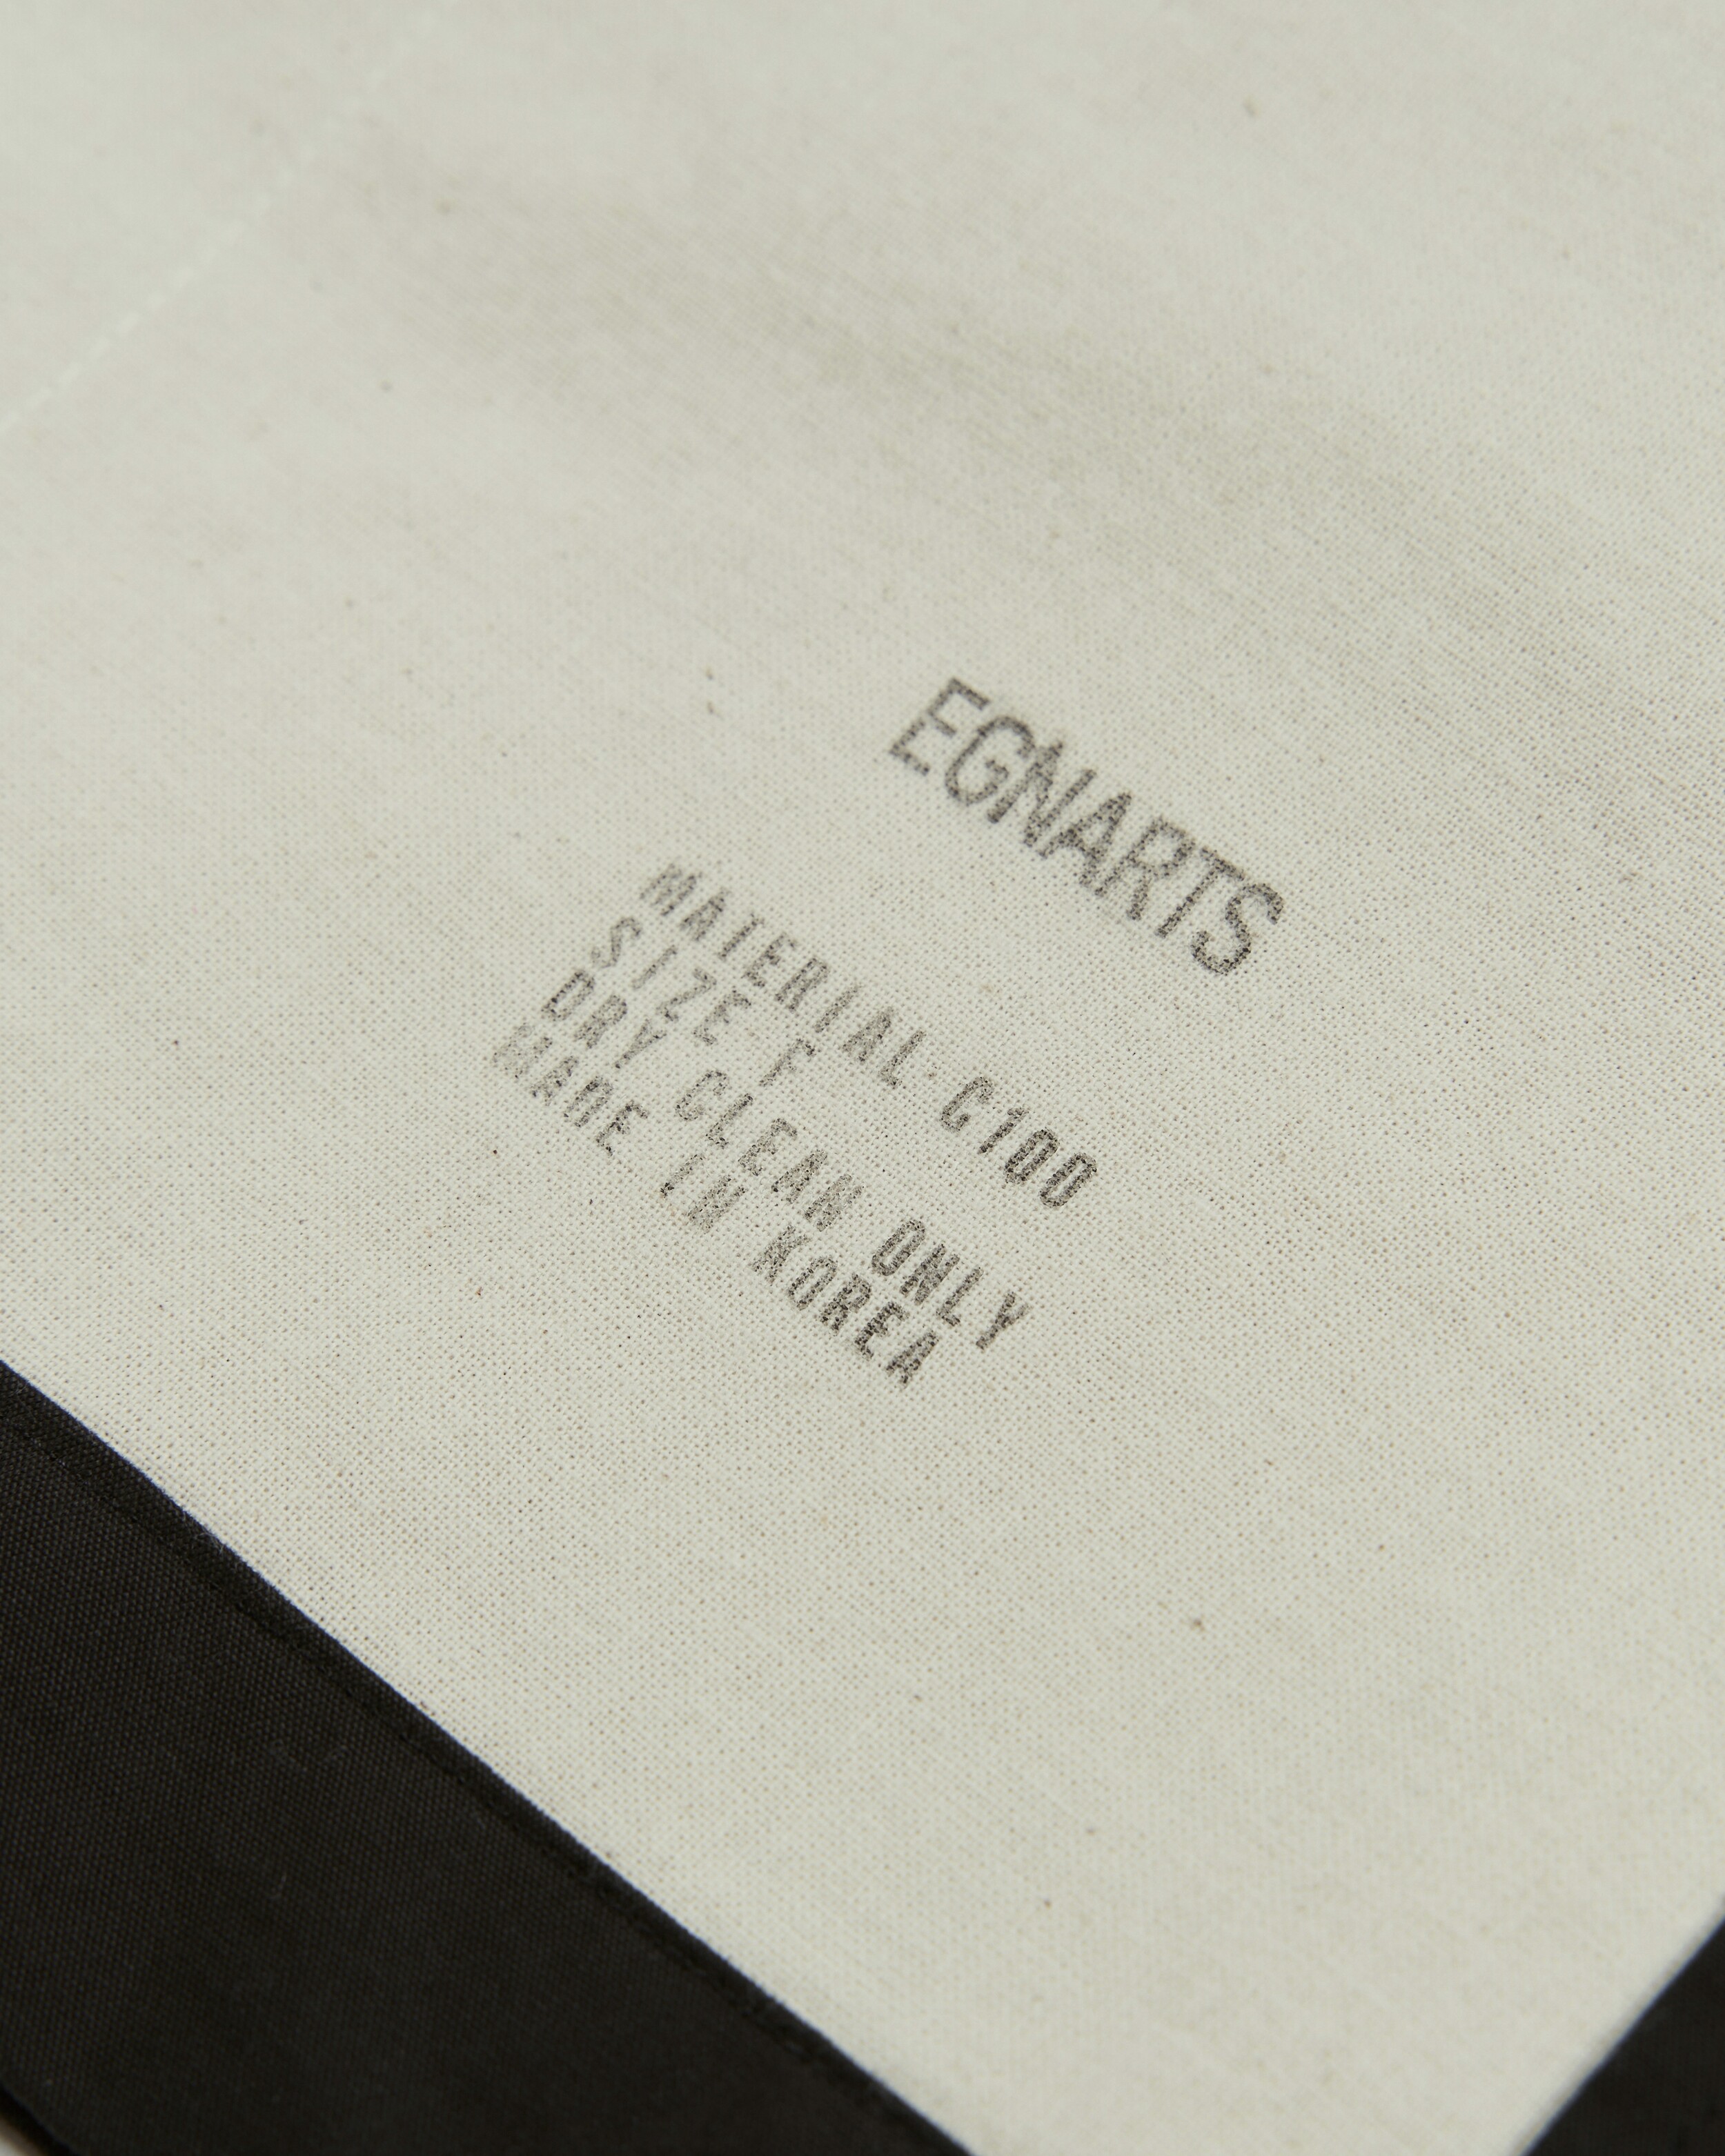 EGNARTS
MATERIAL C100
SIZE F
DRY CLEAN ONLY
MADE IN KOREA